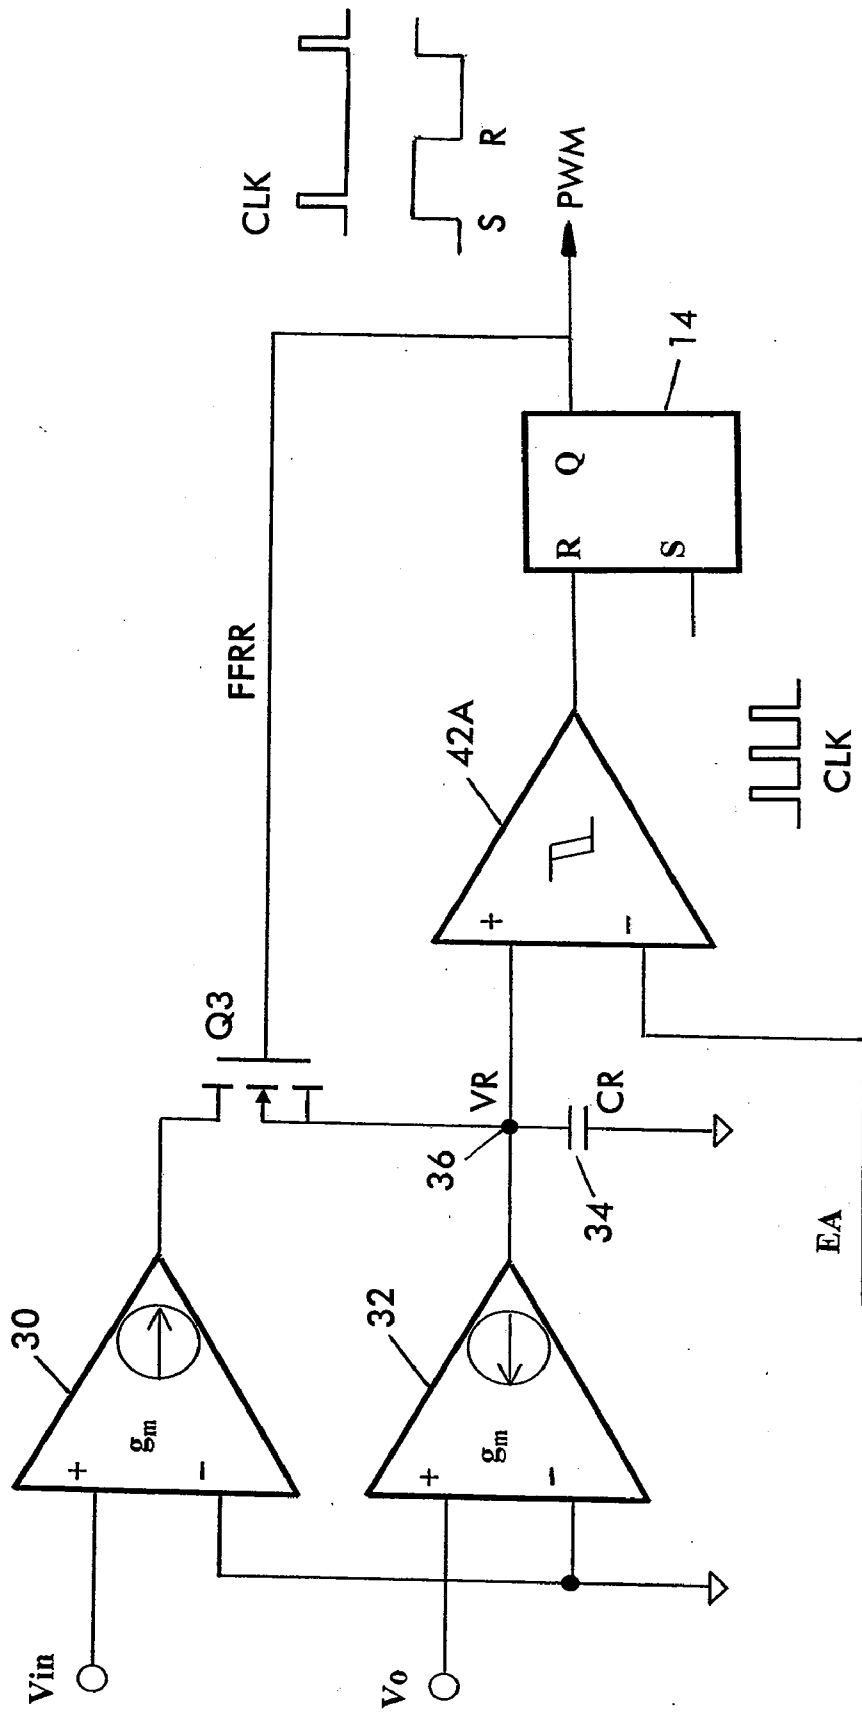 CLK
S
R
FFRR
PWM
Q3
30
gm
+
−
Vin
32
gm
+
−
Vo
36
VR
34
CR
42A
+
−
R
Q
S
14
CLK
EA